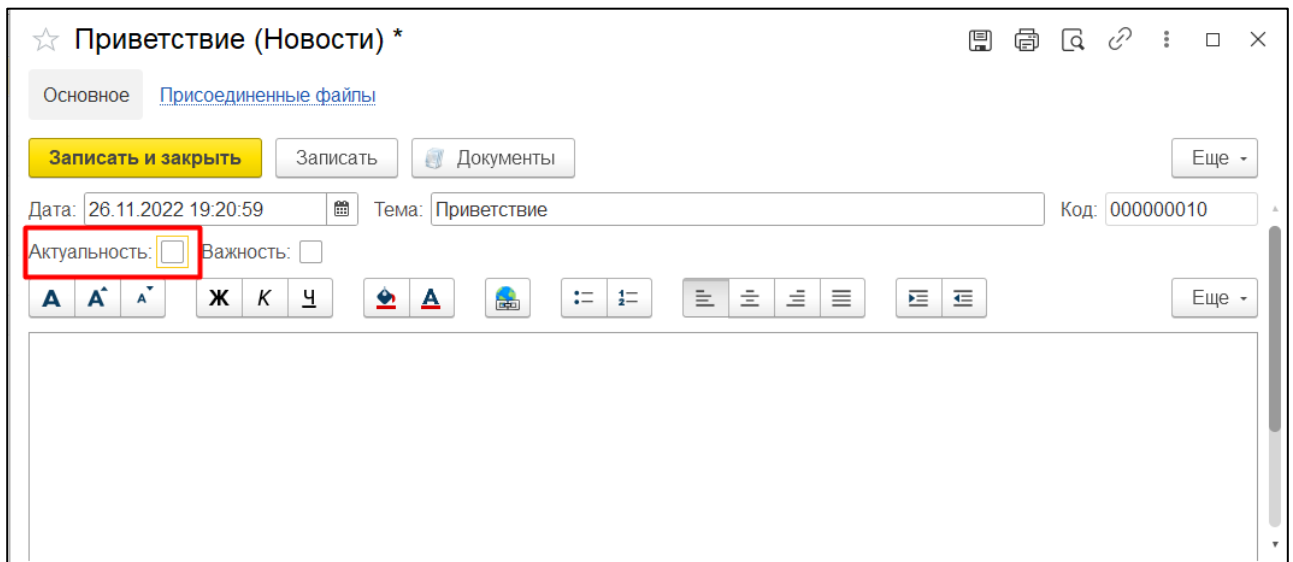 Приветствие (Новости) *
Основное Присоединенные файлы
Записать и закрыть Записать Документы Еще
Дата: 26.11.2022 19:20:59 Тема: Приветствие Код: 000000010
Актуальность: Важность:
А А А Ж К Ч А Еще